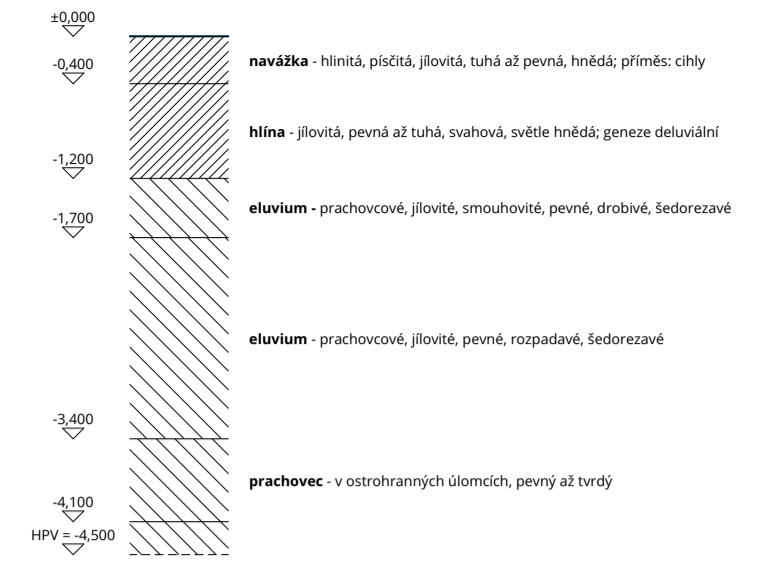 ±0,000
navážka - hlinitá, písčitá, jílovitá, tuhá až pevná, hnědá; příměs: cihly
-0,400
hlína - jílovitá, pevná až tuhá, svahová, světle hnědá; geneze deluviální
-1,200
eluvium - prachovcové, jílovité, smouhovité, pevné, drobivé, šedorezavé
-1,700
eluvium - prachovcové, jílovité, pevné, rozpadavé, šedorezavé
-3,400
prachovec - v ostrohranných úlomcích, pevný až tvrdý
-4,100
HPV = -4,500